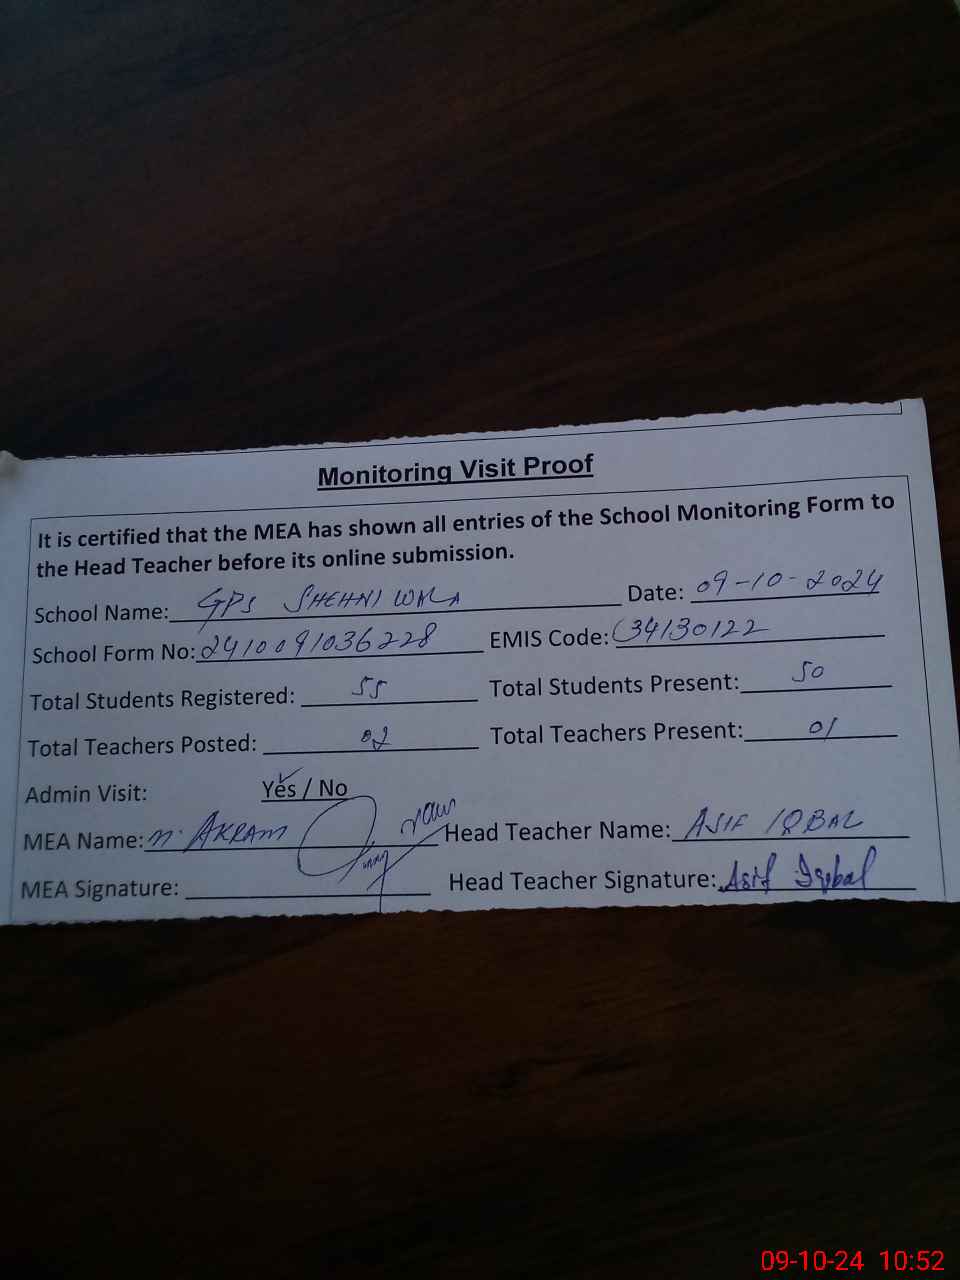 Monitoring Visit Proof
It is certified that the MEA has shown all entries of the School Monitoring Form to
the Head Teacher before its online submission.
School Name: GPS SHEHNI WALA Date: 09-10-2024
School Form No: 2410091036228 EMIS Code: 34130122
Total Students Registered: 55 Total Students Present: 50
Total Teachers Posted: 02 Total Teachers Present: 01
Admin Visit: Yes / No
MEA Name: M. AKRAM Head Teacher Name: ASIF IQBAL
MEA Signature: Head Teacher Signature: Asif Iqbal
09-10-24 10:52